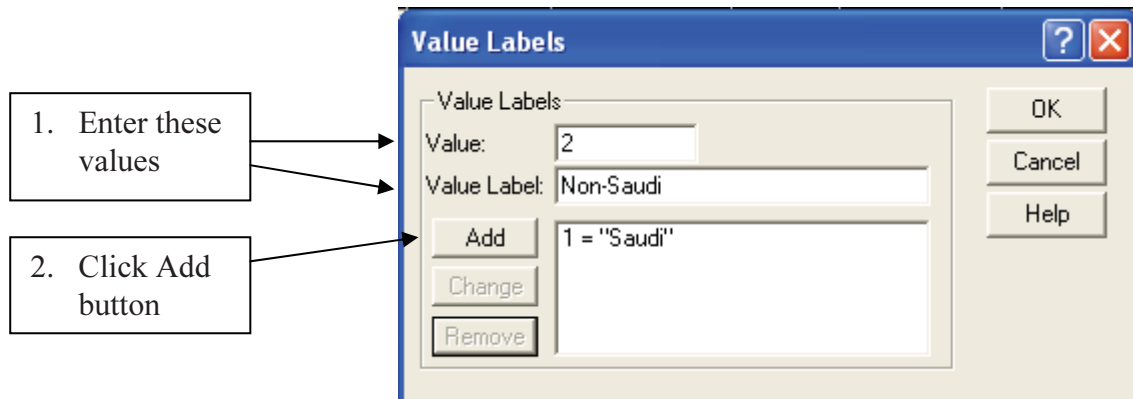 Value Labels
1. Enter these
values
2. Click Add
button
Value Labels
Value: 2
Value Label: Non-Saudi
Add
Change
Remove
1 = "Saudi"
OK
Cancel
Help